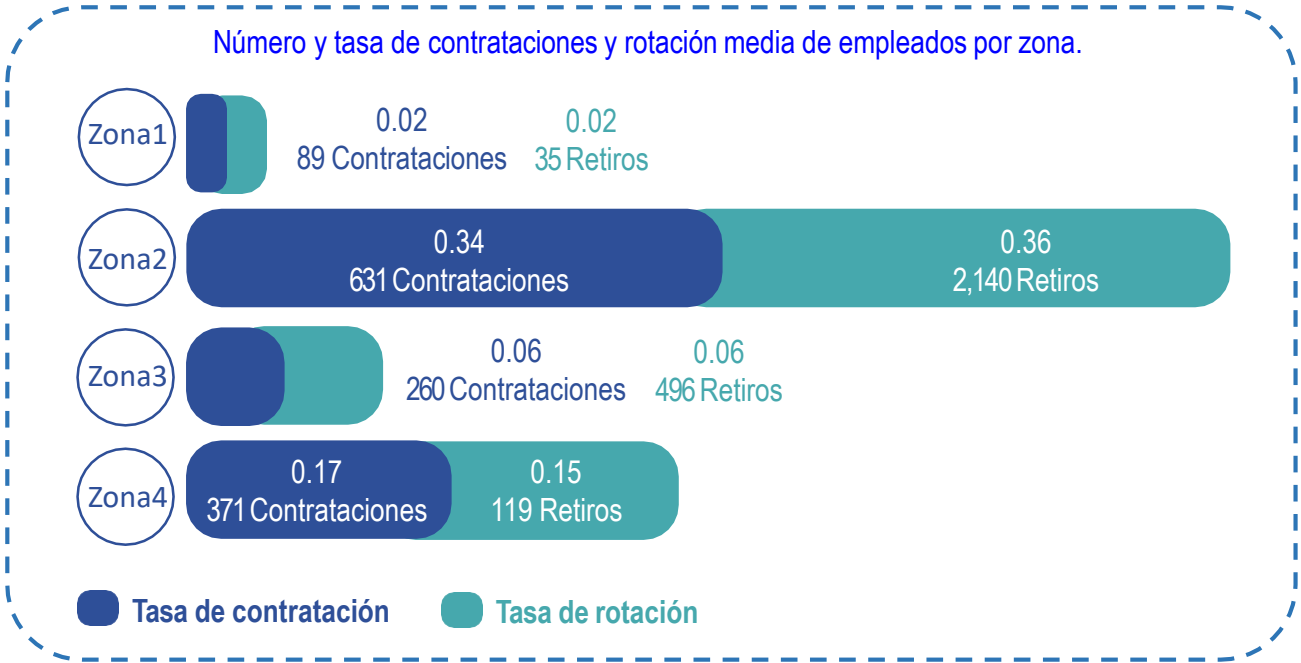 Número y tasa de contrataciones y rotación media de empleados por zona.
Zona1
0.02
89 Contrataciones
0.02
35 Retiros
Zona2
0.34
631 Contrataciones
0.36
2,140 Retiros
Zona3
0.06
260 Contrataciones
0.06
496 Retiros
Zona4
0.17
371 Contrataciones
0.15
119 Retiros
Tasa de contratación
Tasa de rotación